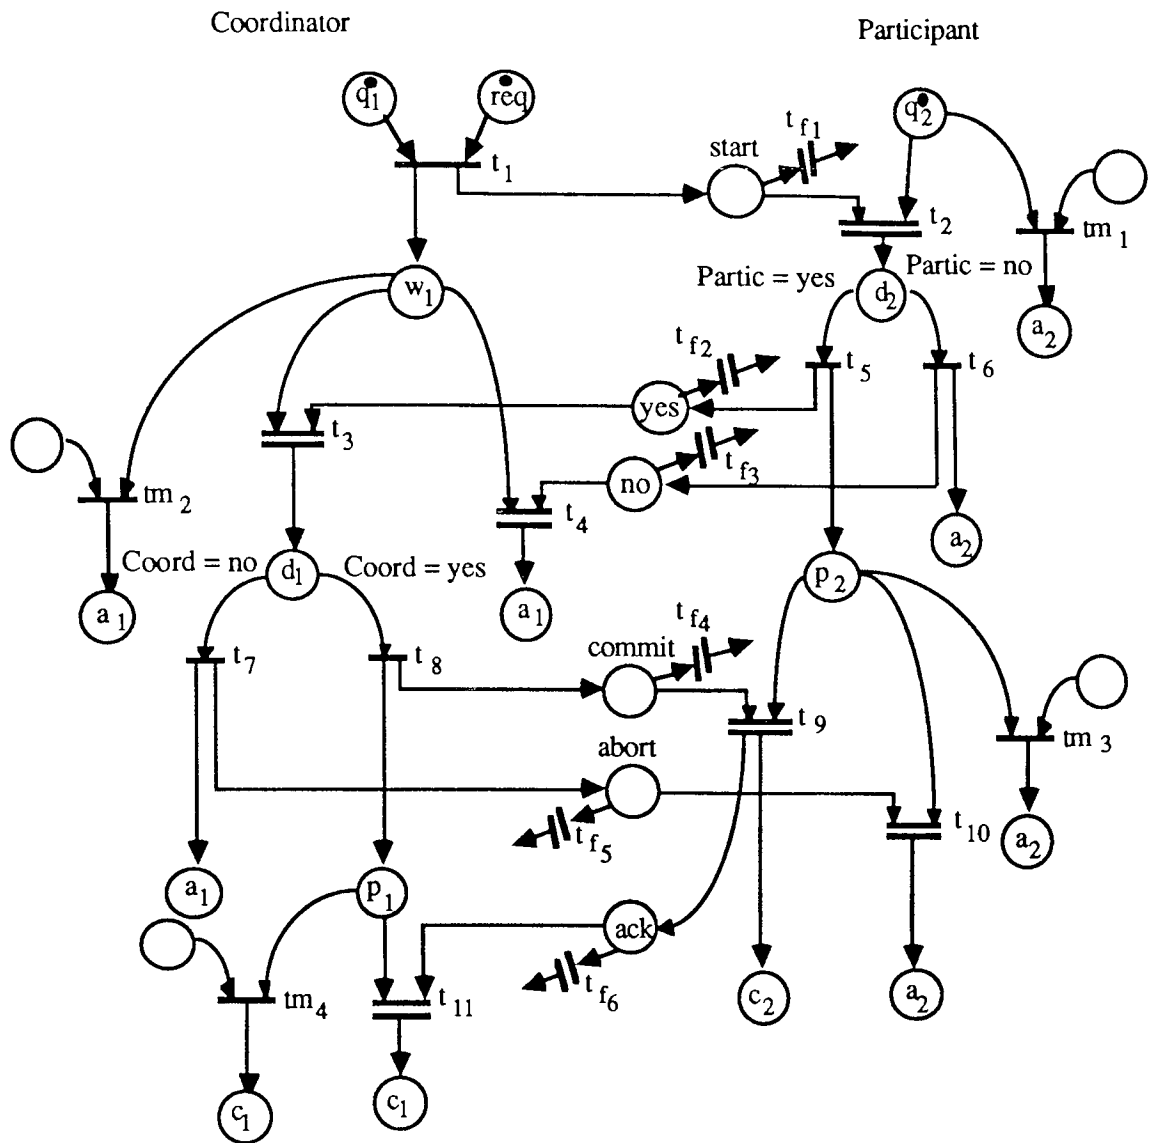 Coordinator
Participant
q1
req
t1
start
tf1
q2
t2
tm1
Partic = yes
Partic = no
w1
d2
a2
tf2
t5
t6
yes
t3
tf3
no
tm2
t4
a2
Coord = no
d1
Coord = yes
p2
a1
a1
tf4
commit
t7
t8
t9
tm3
abort
t10
tf5
a2
a1
p1
ack
tf6
c2
a2
tm4
t11
c1
c1